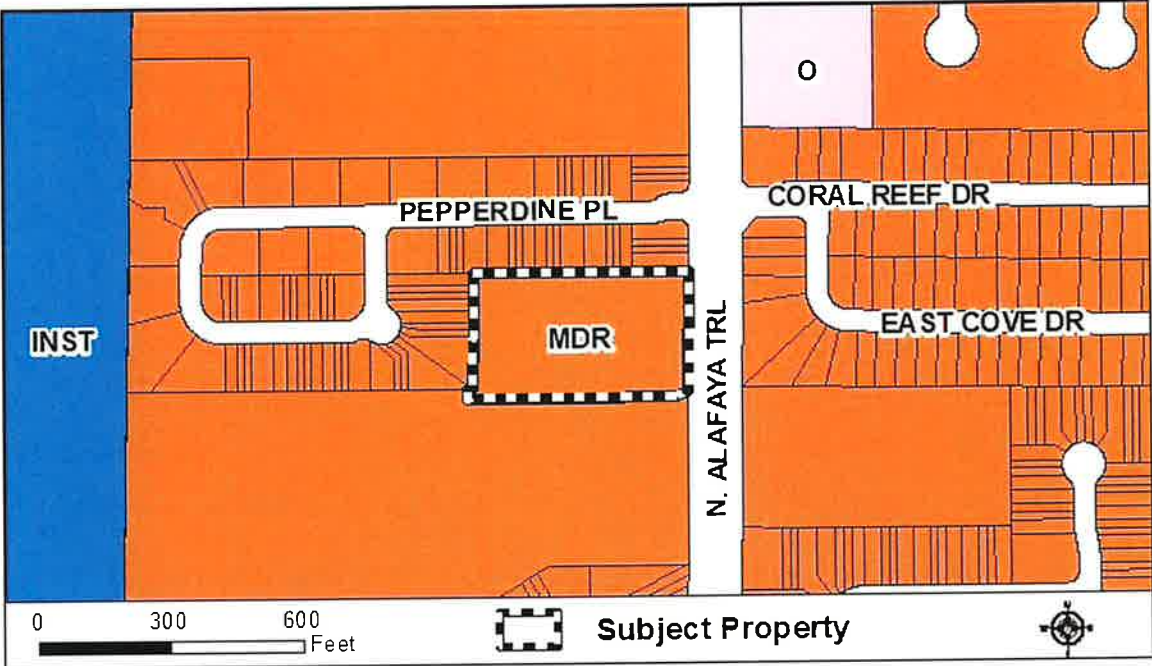 O
PEPPERDINE PL
CORAL REEF DR
INST
MDR
EAST COVE DR
N. ALAFAYA TRL
0 300 600
Feet
Subject Property
N
W E
S